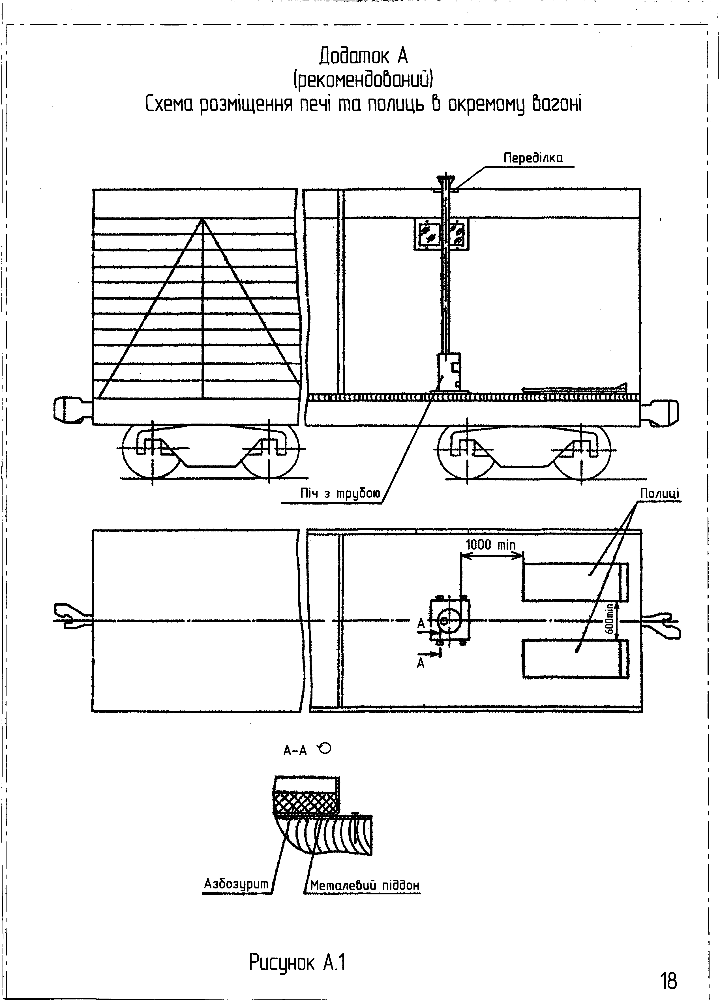 Додаток А
(рекомендований)
Схема розміщення печі та полиць в окремому вагоні
Переділка
Піч з трубою
Полиці
1000 min
600min
А
А
А-А
Азбозурит
Металевий піддон
Рисунок А.1
18